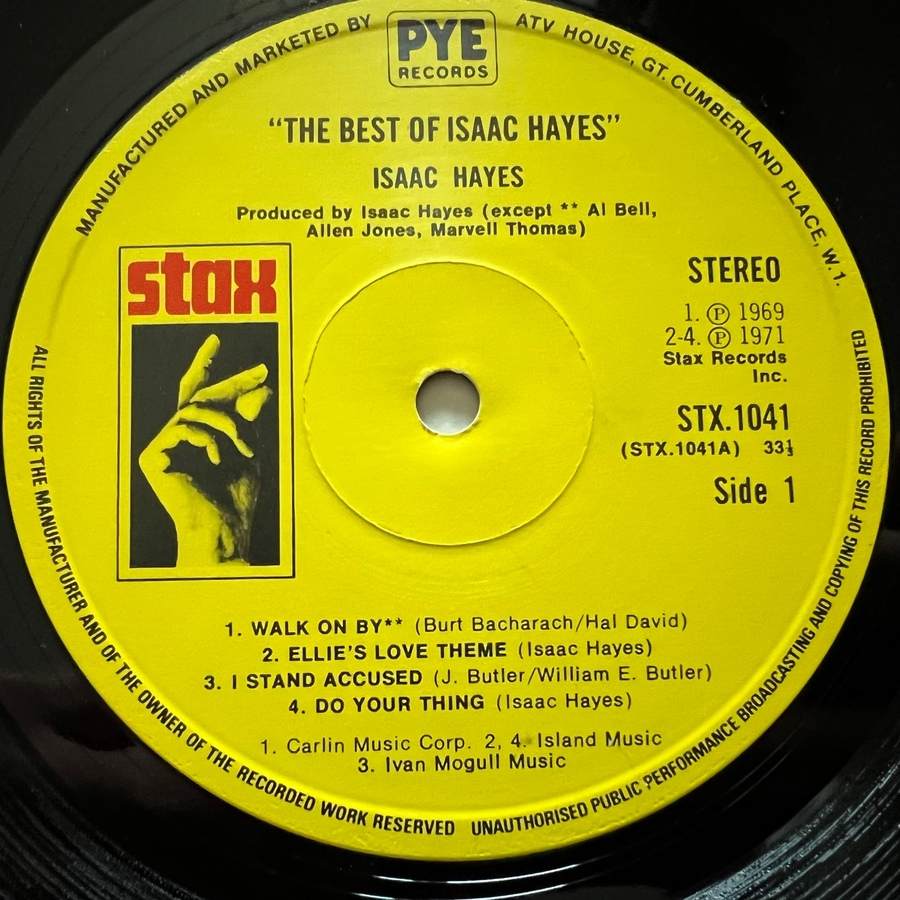 MANUFACTURED AND MARKETED BY
PYE
RECORDS
ATV HOUSE, GT. CUMBERLAND PLACE, W.1.
"THE BEST OF ISAAC HAYES"
ISAAC HAYES
Produced by Isaac Hayes (except ** Al Bell,
Allen Jones, Marvell Thomas)
stax
STEREO
1. ℗ 1969
2-4. ℗ 1971
Stax Records
Inc.
STX.1041
(STX.1041A) 33⅓
Side 1
1. WALK ON BY** (Burt Bacharach/Hal David)
2. ELLIE'S LOVE THEME (Isaac Hayes)
3. I STAND ACCUSED (J. Butler/William E. Butler)
4. DO YOUR THING (Isaac Hayes)
1. Carlin Music Corp. 2, 4. Island Music
3. Ivan Mogull Music
ALL RIGHTS OF THE MANUFACTURER AND OF THE OWNER OF THE RECORDED WORK RESERVED
UNAUTHORISED PUBLIC PERFORMANCE BROADCASTING AND COPYING OF THIS RECORD PROHIBITED